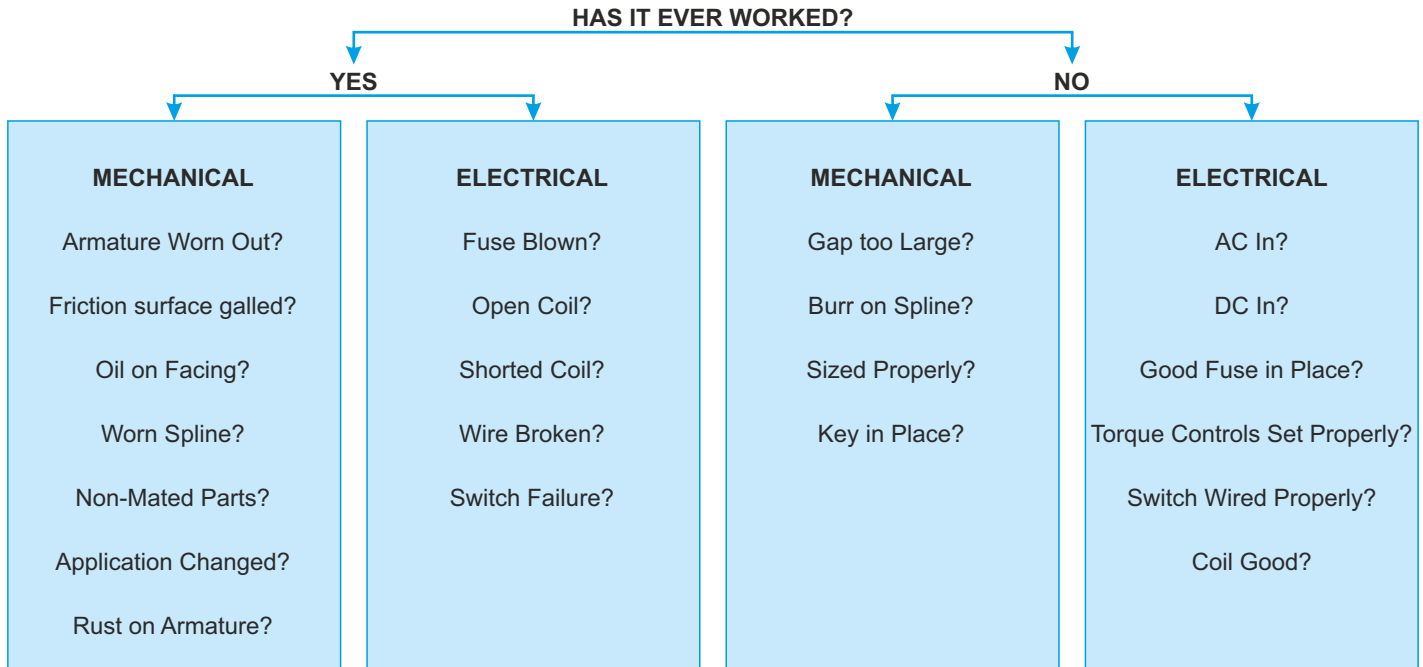 HAS IT EVER WORKED?
YES
NO
MECHANICAL
Armature Worn Out?
Friction surface galled?
Oil on Facing?
Worn Spline?
Non-Mated Parts?
Application Changed?
Rust on Armature?
ELECTRICAL
Fuse Blown?
Open Coil?
Shorted Coil?
Wire Broken?
Switch Failure?
MECHANICAL
Gap too Large?
Burr on Spline?
Sized Properly?
Key in Place?
ELECTRICAL
AC In?
DC In?
Good Fuse in Place?
Torque Controls Set Properly?
Switch Wired Properly?
Coil Good?